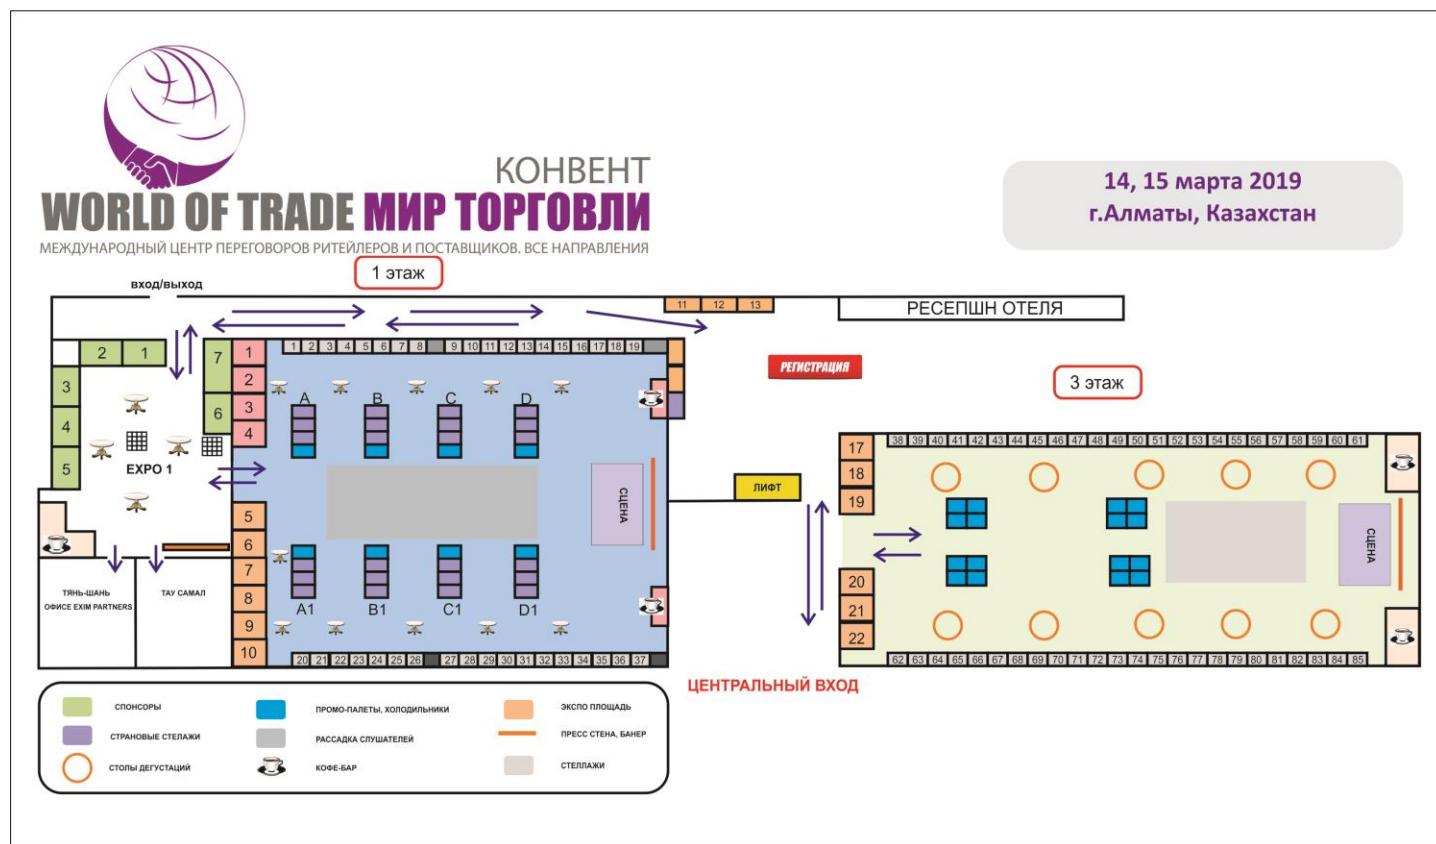 КОНВЕНТ
WORLD OF TRADE МИР ТОРГОВЛИ
МЕЖДУНАРОДНЫЙ ЦЕНТР ПЕРЕГОВОРОВ РИТЕЙЛЕРОВ И ПОСТАВЩИКОВ. ВСЕ НАПРАВЛЕНИЯ
14, 15 марта 2019
г.Алматы, Казахстан
1 этаж
вход/выход
11 12 13
РЕСЕПШН ОТЕЛЯ
2 1
7
6
3
4
5
EXPO 1
1
2
3
4
5
6
7
8
9
10
1 2 3 4 5 6 7 8 9 10 11 12 13 14 15 16 17 18 19
A B C D
СЦЕНА
A1 B1 C1 D1
20 21 22 23 24 25 26 27 28 29 30 31 32 33 34 35 36 37
ТЯНЬ-ШАНЬ
ОФИСЕ EXIM PARTNERS
ТАУ САМАЛ
РЕГИСТРАЦИЯ
ЛИФТ
3 этаж
17
18
19
20
21
22
38 39 40 41 42 43 44 45 46 47 48 49 50 51 52 53 54 55 56 57 58 59 60 61
СЦЕНА
62 63 64 65 66 67 68 69 70 71 72 73 74 75 76 77 78 79 80 81 82 83 84 85
ЦЕНТРАЛЬНЫЙ ВХОД
СПОНСОРЫ
СТРАНОВЫЕ СТЕЛАЖИ
СТОЛЫ ДЕГУСТАЦИЙ
ПРОМО-ПАЛЕТЫ, ХОЛОДИЛЬНИКИ
РАССАДКА СЛУШАТЕЛЕЙ
КОФЕ-БАР
ЭКСПО ПЛОЩАДЬ
ПРЕСС СТЕНА, БАНЕР
СТЕЛЛАЖИ